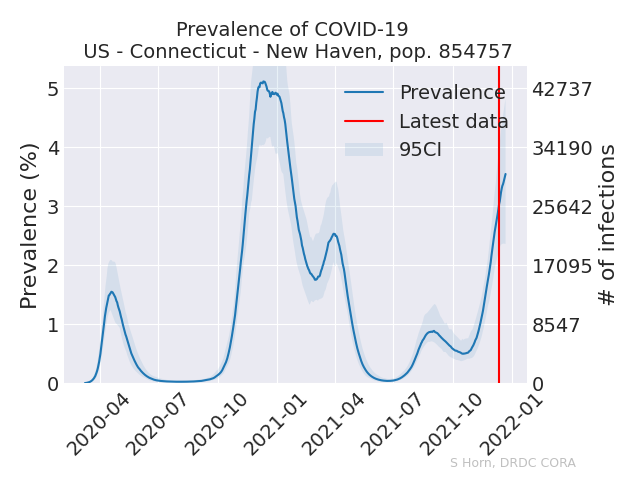 Prevalence of COVID-19
US - Connecticut - New Haven, pop. 854757
Prevalence
Latest data
95CI
Prevalence (%)
5
4
3
2
1
0
42737
34190
25642
17095
8547
0
# of infections
2020-04
2020-07
2020-10
2021-01
2021-04
2021-07
2021-10
2022-01
S Horn, DRDC CORA